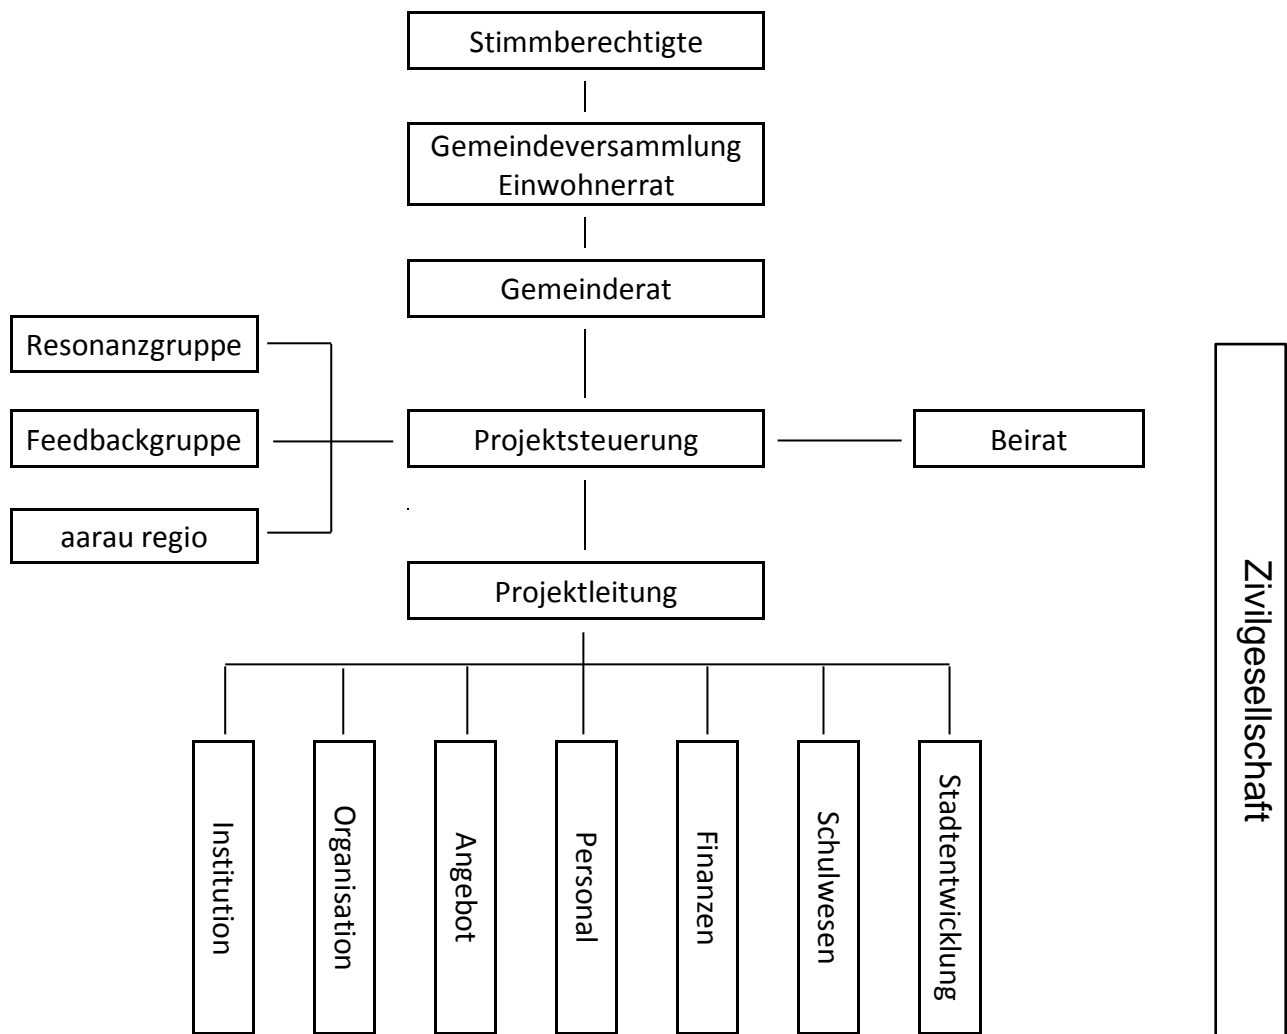 Stimmberechtigte
Gemeindeversammlung
Einwohnerrat
Gemeinderat
Resonanzgruppe
Feedbackgruppe
Projektsteuerung
Beirat
aarau regio
Projektleitung
Institution
Organisation
Angebot
Personal
Finanzen
Schulwesen
Stadtentwicklung
Zivilgesellschaft